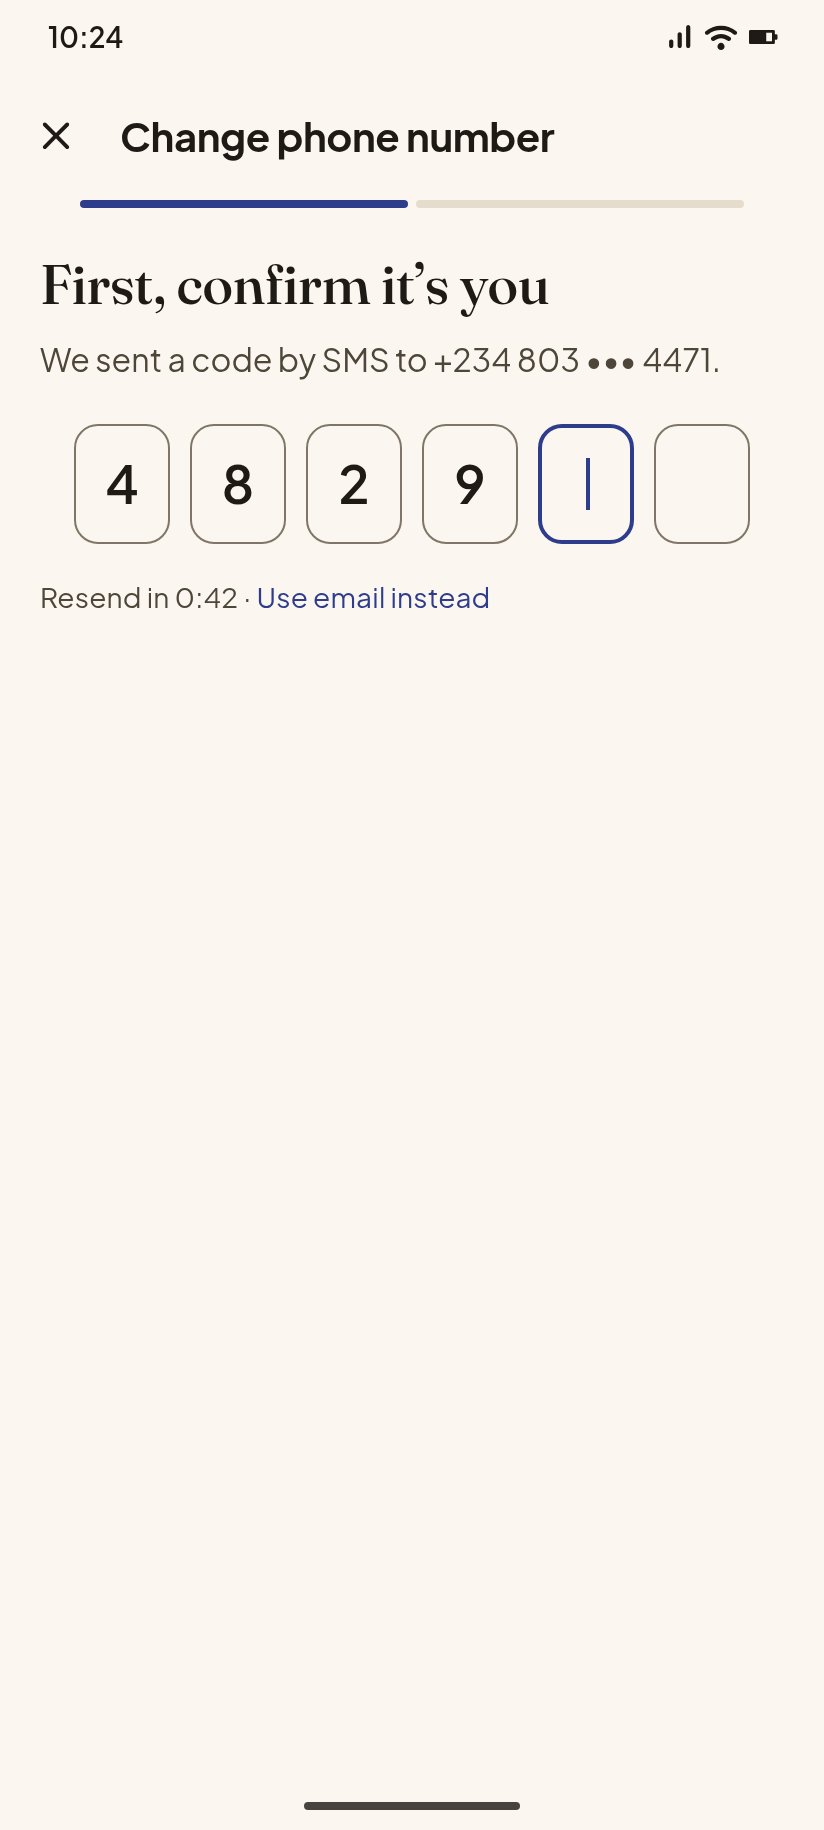 10:24
Change phone number
First, confirm it’s you
We sent a code by SMS to +234 803 ••• 4471.
4 8 2 9
Resend in 0:42 · Use email instead